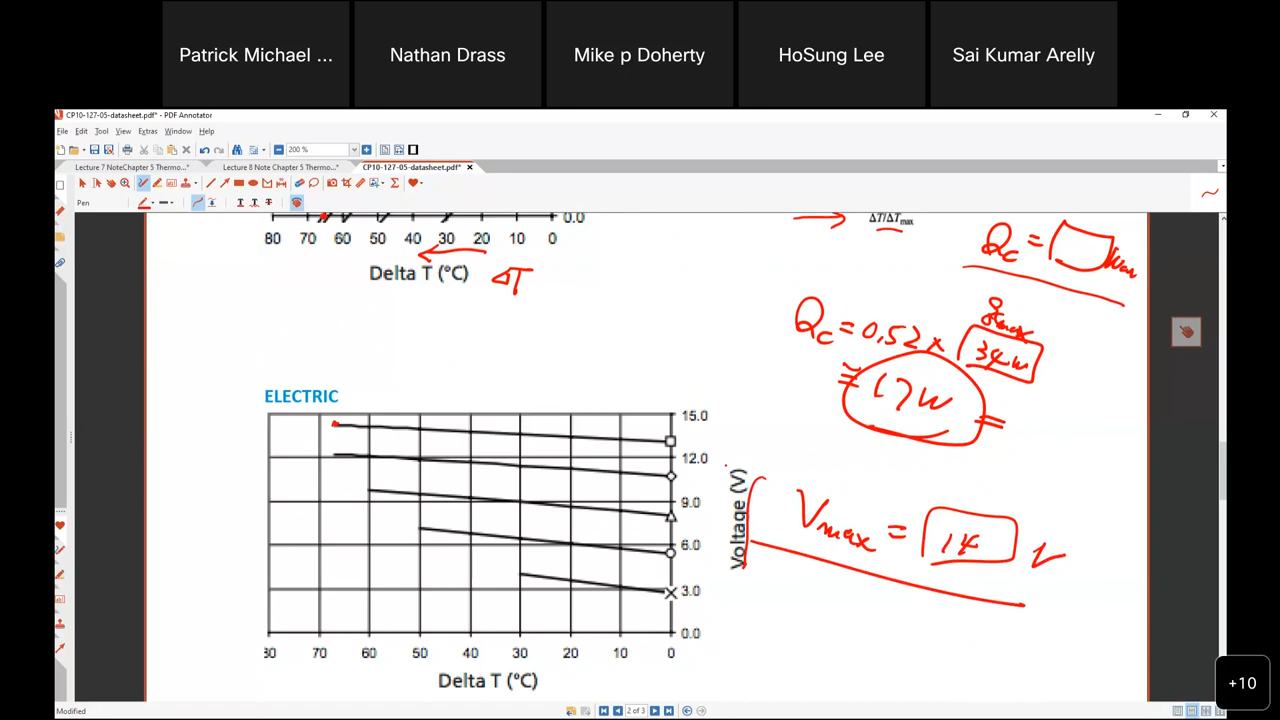 Patrick Michael ...
Nathan Drass
Mike p Doherty
HoSung Lee
Sai Kumar Arelly
CP10-127-05-datasheet.pdf* - PDF Annotator
File Edit Tool View Extras Window Help
200 %
Lecture 7 NoteChapter 5 Thermo...*
Lecture 8 Note Chapter 5 Thermo...*
CP10-127-05-datasheet.pdf*
Pen
0.0
80 70 60 50 40 30 20 10 0
Delta T (°C)
ΔT
ΔT/ΔTmax
Qc =
Qc = 0.52 × 34W
≅ 17W =
ELECTRIC
15.0
12.0
9.0
6.0
3.0
0.0
Voltage (V)
Vmax = 14 V
80 70 60 50 40 30 20 10 0
Delta T (°C)
Modified
2 of 3
+10